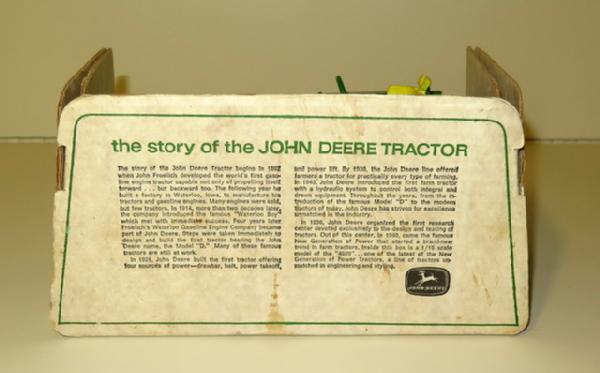 the story of the JOHN DEERE TRACTOR
The story of the John Deere Tractor begins in 1892
when John Froelich developed the world's first gaso-
line engine tractor capable not only of propelling itself
forward . . . but backward too. The following year he
built a factory in Waterloo, Iowa, to manufacture his
tractors and gasoline engines. Many engines were sold,
but few tractors. In 1914, more than two decades later,
the company introduced the famous "Waterloo Boy"
which met with immediate success. Four years later
Froelich's Waterloo Gasoline Engine Company became
part of John Deere. Steps were taken immediately to
design and build the first tractor bearing the John
Deere name, the Model "D." Many of these famous
tractors are still at work.
In 1928, John Deere built the first tractor offering
four sources of power—drawbar, belt, power takeoff,
and power lift. By 1938, the John Deere line offered
farmers a tractor for practically every type of farming.
In John Deere introduced the first farm tractor
with a hydraulic system to control both integral and
drawn equipment. Throughout the years, from the in-
troduction of the famous Model "D" to the modern
tractors of today, John Deere has striven for excellence
unmatched in the industry.
In John Deere organized the first research
center devoted exclusively to the design and testing of
tractors. Out of this center, in 1960, came the famous
New Generation of Power that started a brand-new
trend in farm tractors. Inside this box is a 1/16 scale
model of the . . . one of the latest of the New
Generation of Power Tractors, a line of tractors un-
matched in engineering and styling.
JOHN DEERE